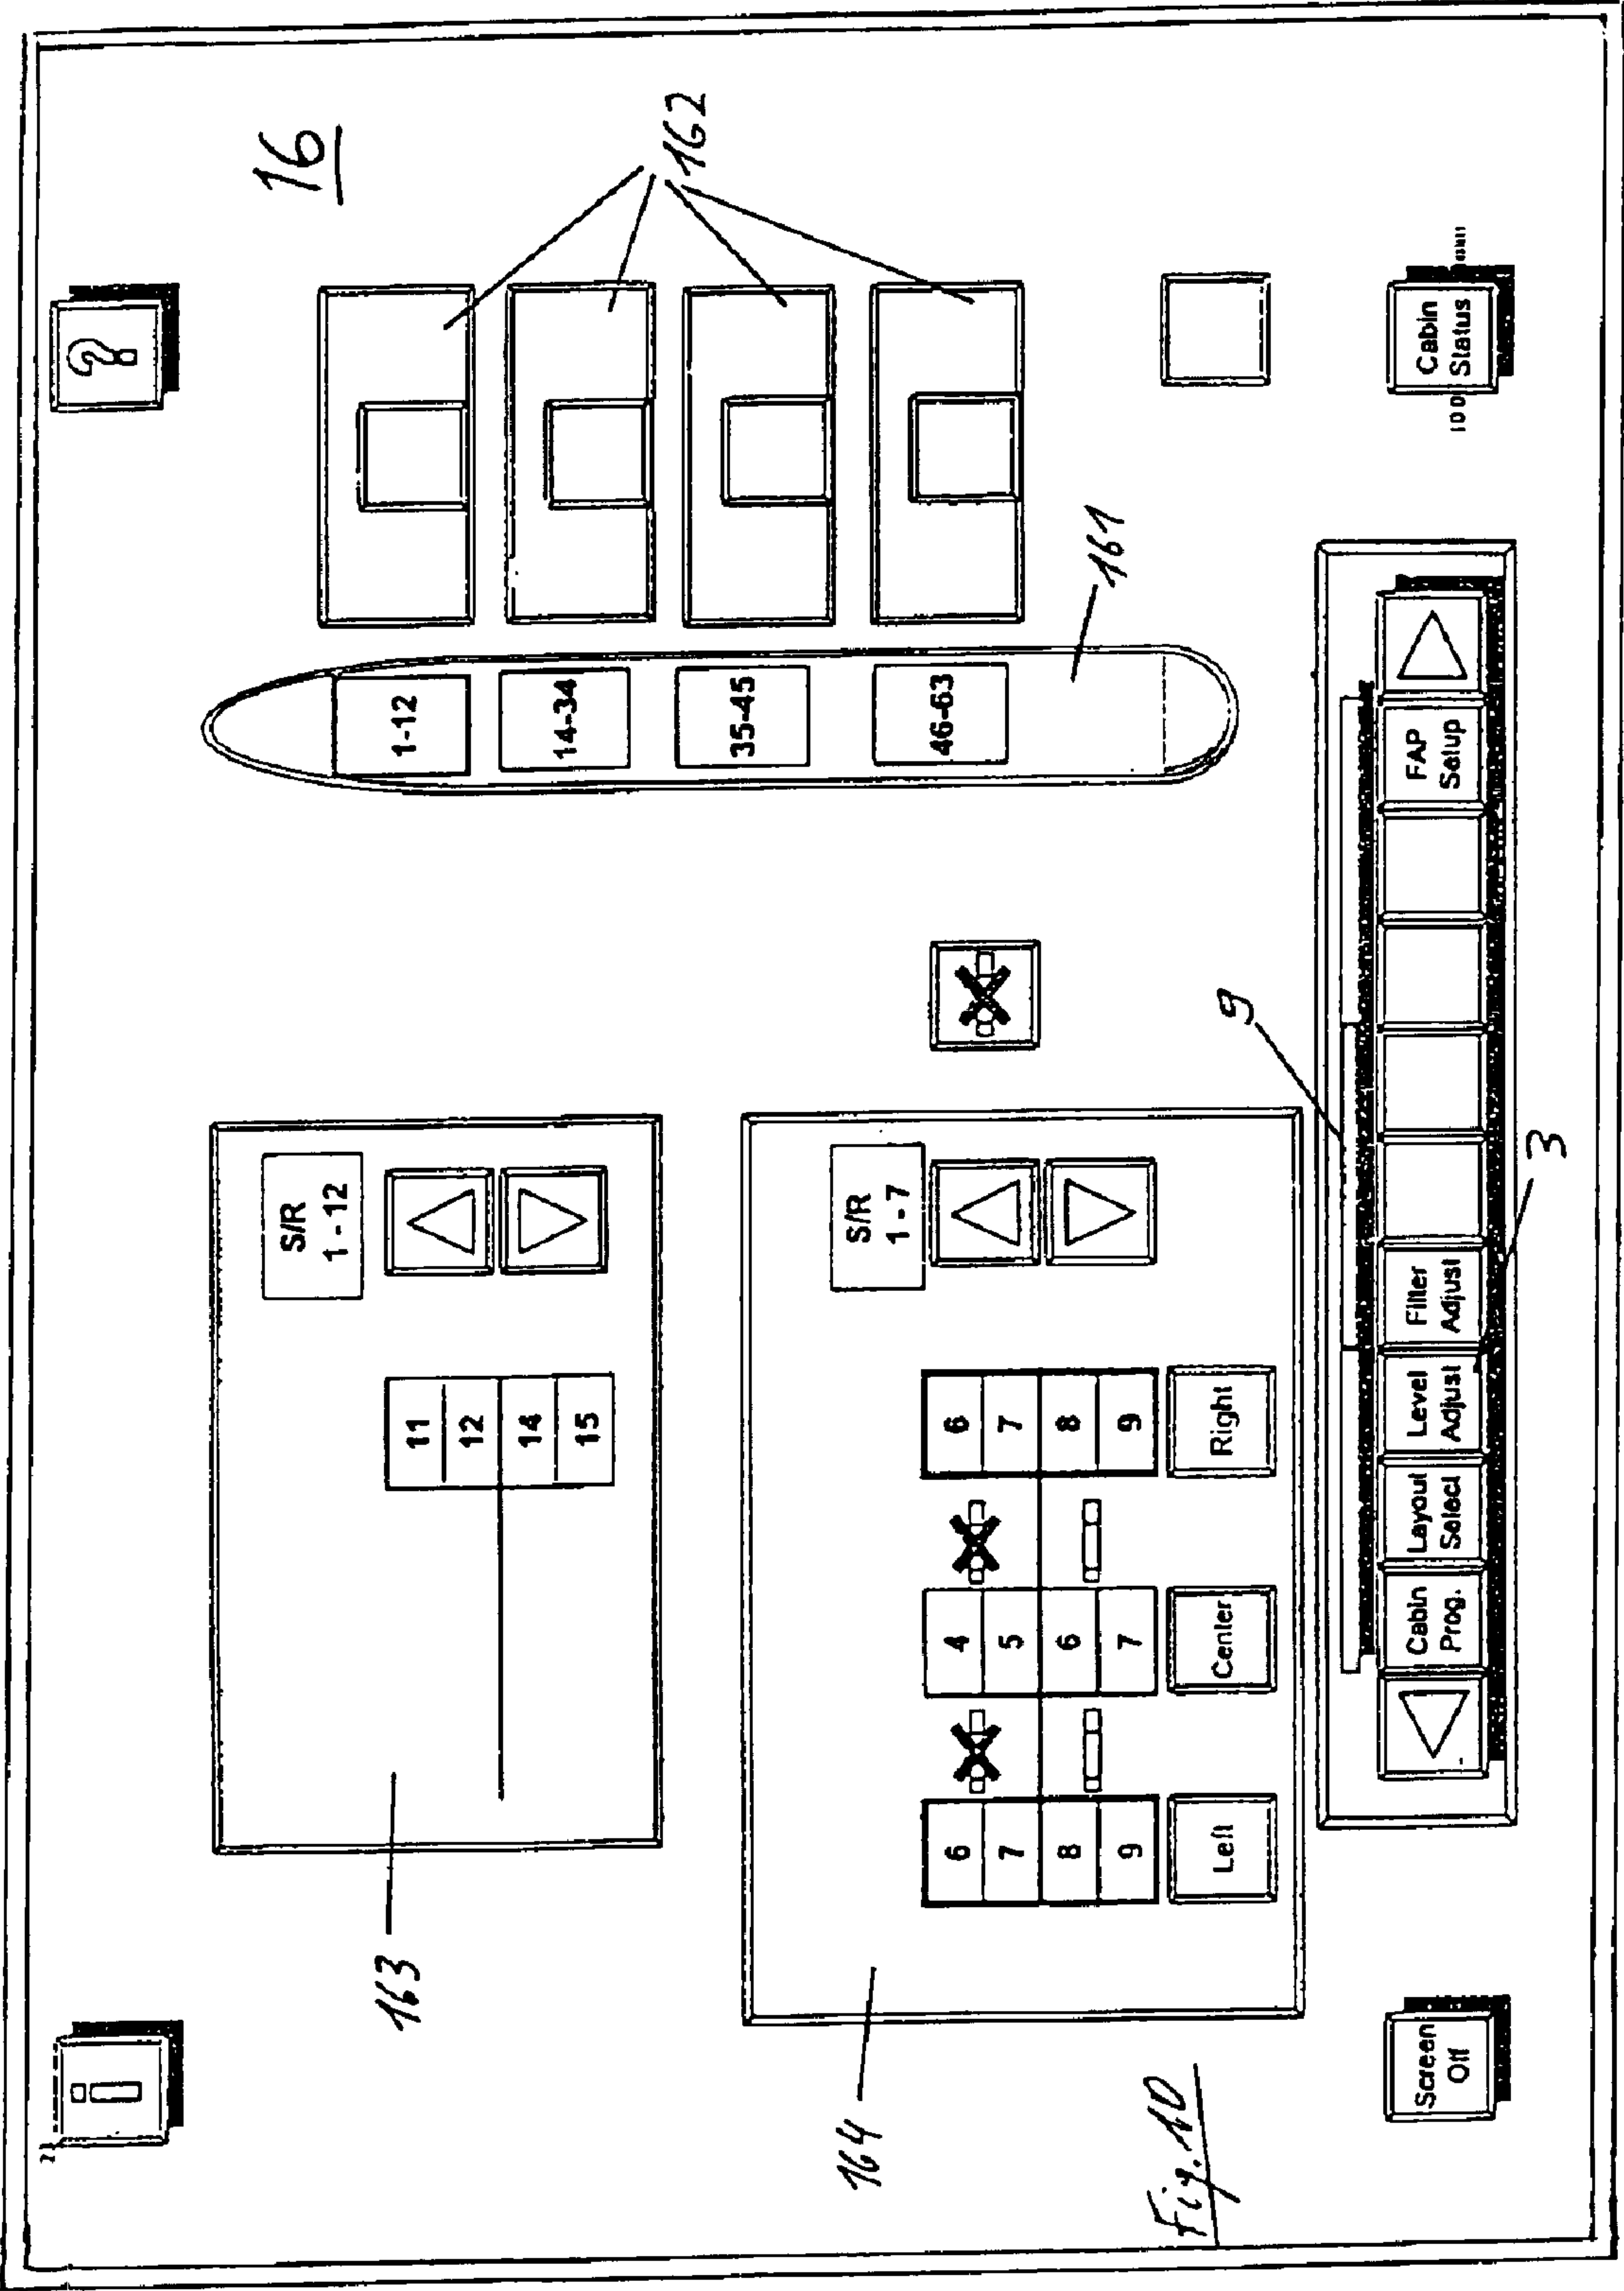 i
?
16
163
S/R
1 - 12
11
12
14
15
1-12
14-34
35-45
46-63
162
161
164
S/R
1 - 7
6
7
8
9
4
5
6
7
6
7
8
9
Left
Center
Right
9
Screen
Off
Cabin
Prog.
Layout
Select
Level
Adjust
Filter
Adjust
FAP
Setup
Cabin
Status
3
Fig. 10